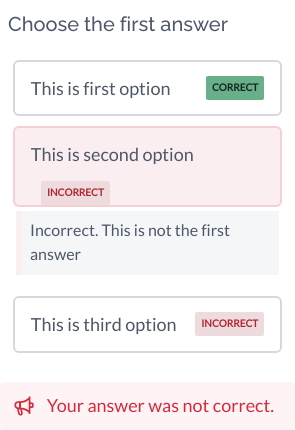 Choose the first answer
This is first option
CORRECT
This is second option
INCORRECT
Incorrect. This is not the first
answer
This is third option
INCORRECT
Your answer was not correct.